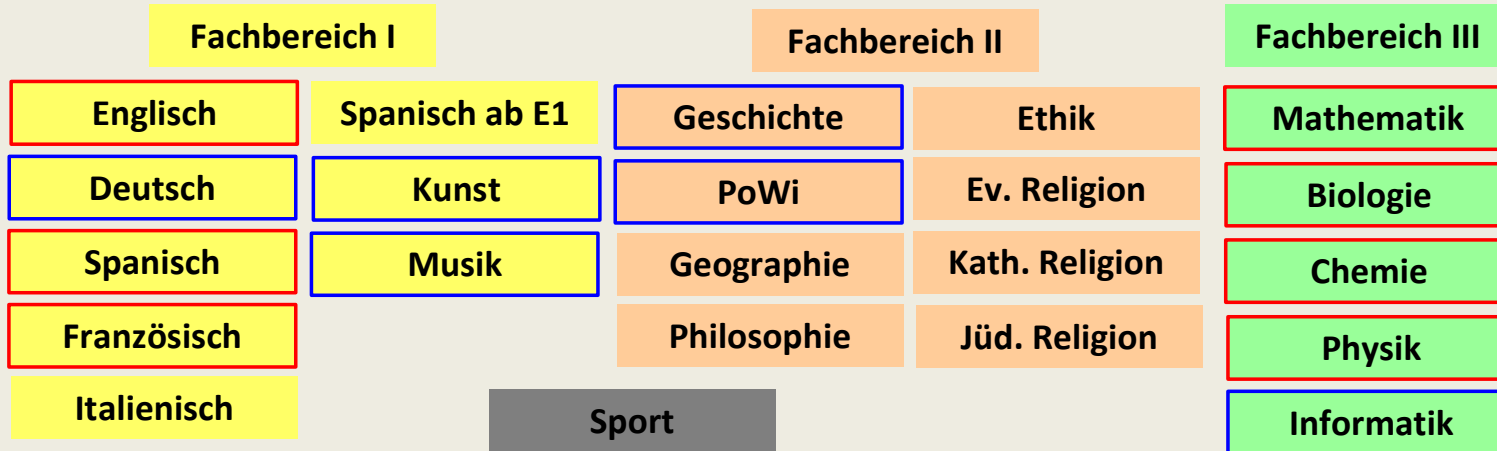 Fachbereich I
Fachbereich II
Fachbereich III
Englisch
Spanisch ab E1
Geschichte
Ethik
Mathematik
Deutsch
Kunst
PoWi
Ev. Religion
Biologie
Spanisch
Musik
Geographie
Kath. Religion
Chemie
Französisch
Philosophie
Jüd. Religion
Physik
Italienisch
Sport
Informatik